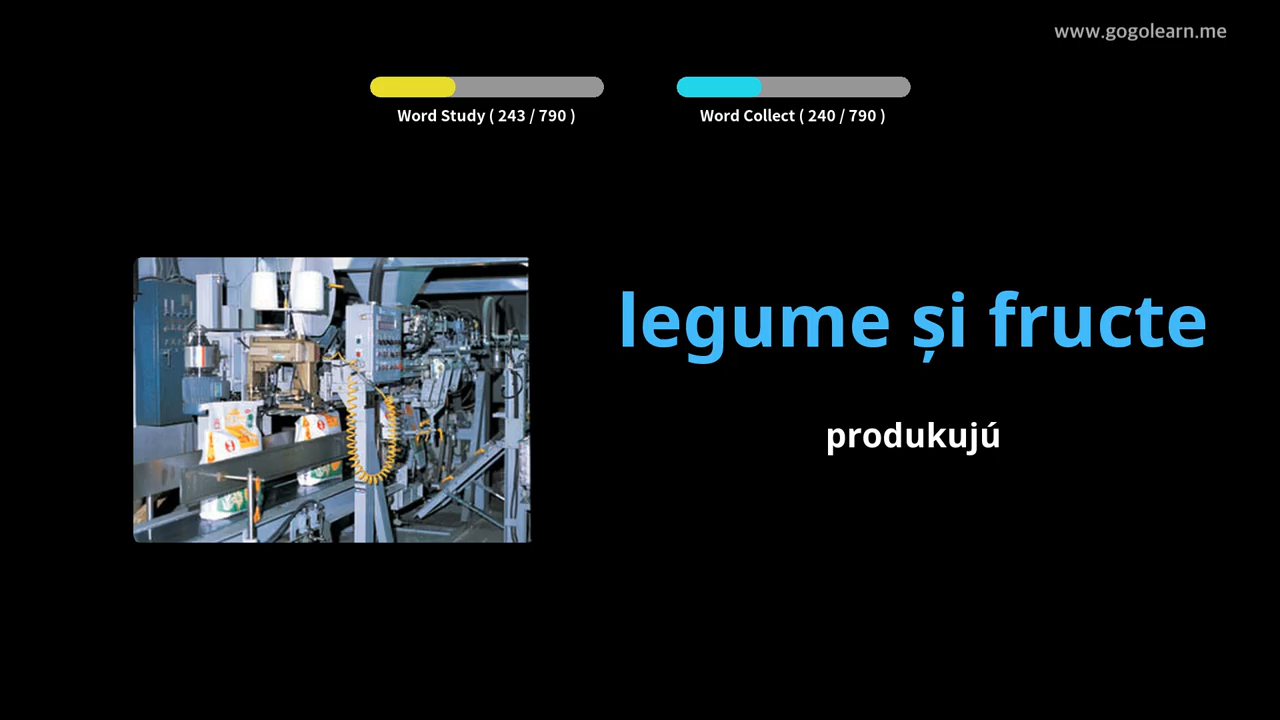 www.gogolearn.me
Word Study ( 243 / 790 )
Word Collect ( 240 / 790 )
legume și fructe
produkujú